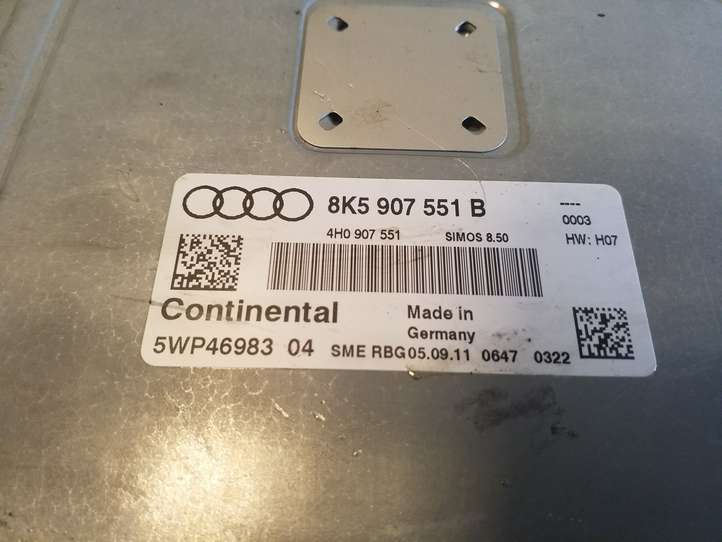 8K5 907 551 B ----
0003
4H0 907 551 SIMOS 8.50 HW: H07
Continental Made in
Germany
5WP46983 04 SME RBG05.09.11 0647 0322